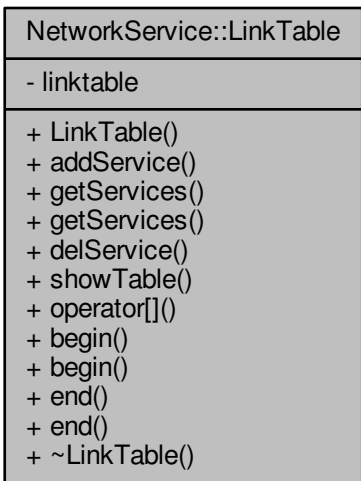 NetworkService::LinkTable
- linktable
+ LinkTable()
+ addService()
+ getServices()
+ getServices()
+ delService()
+ showTable()
+ operator[]()
+ begin()
+ begin()
+ end()
+ end()
+ ~LinkTable()